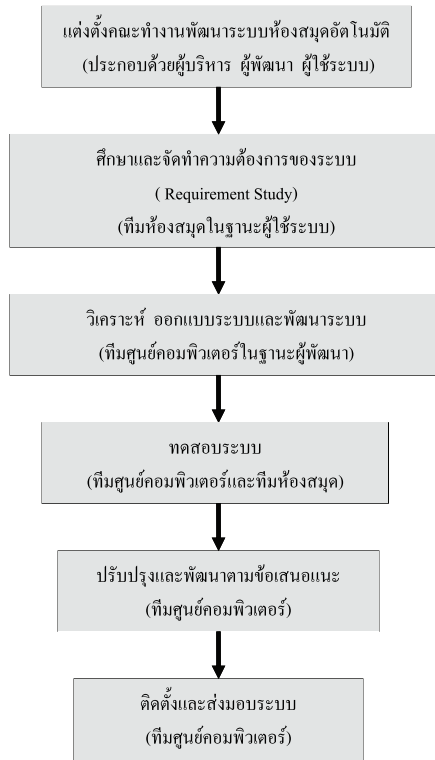 แต่งตั้งคณะทำงานพัฒนาระบบห้องสมุดอัตโนมัติ
(ประกอบด้วยผู้บริหาร ผู้พัฒนา ผู้ใช้ระบบ)
ศึกษาและจัดทำความต้องการของระบบ
( Requirement Study)
(ทีมห้องสมุดในฐานะผู้ใช้ระบบ)
วิเคราะห์ ออกแบบระบบและพัฒนาระบบ
(ทีมศูนย์คอมพิวเตอร์ในฐานะผู้พัฒนา)
ทดสอบระบบ
(ทีมศูนย์คอมพิวเตอร์และทีมห้องสมุด)
ปรับปรุงและพัฒนาตามข้อเสนอแนะ
(ทีมศูนย์คอมพิวเตอร์)
ติดตั้งและส่งมอบระบบ
(ทีมศูนย์คอมพิวเตอร์)